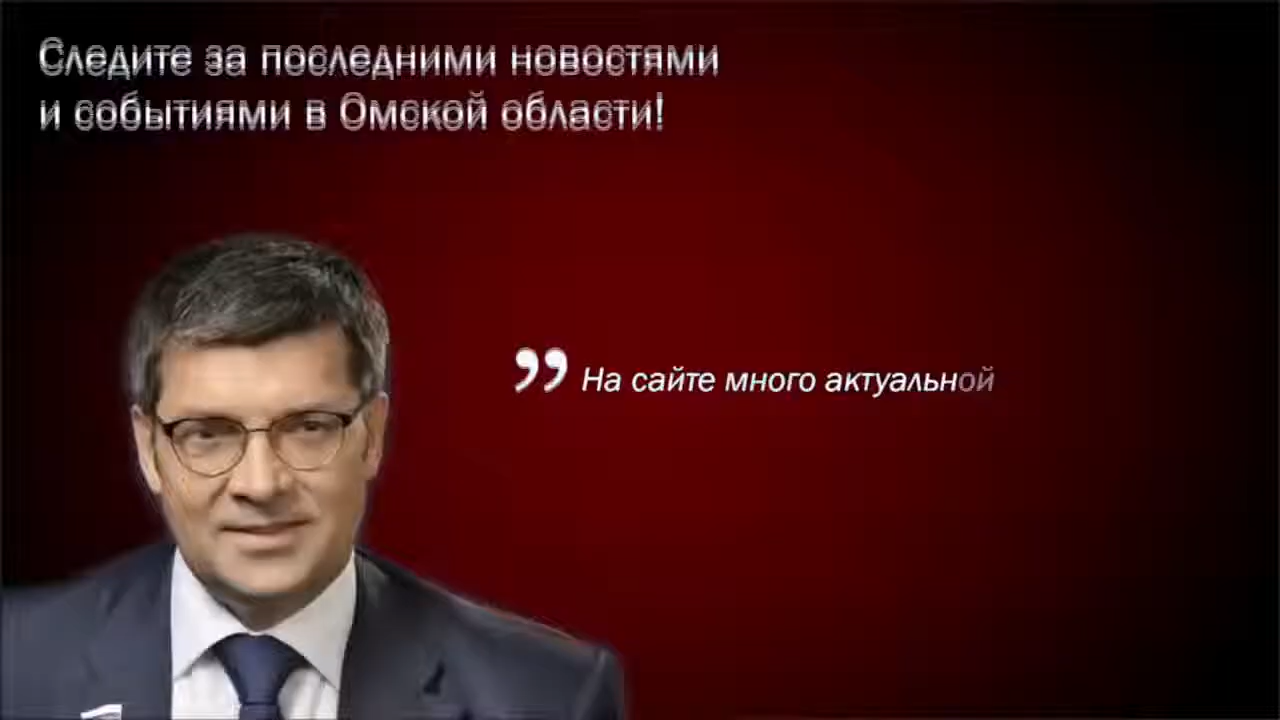 Следите за последними новостями
и событиями в Омской области!
” На сайте много актуальной